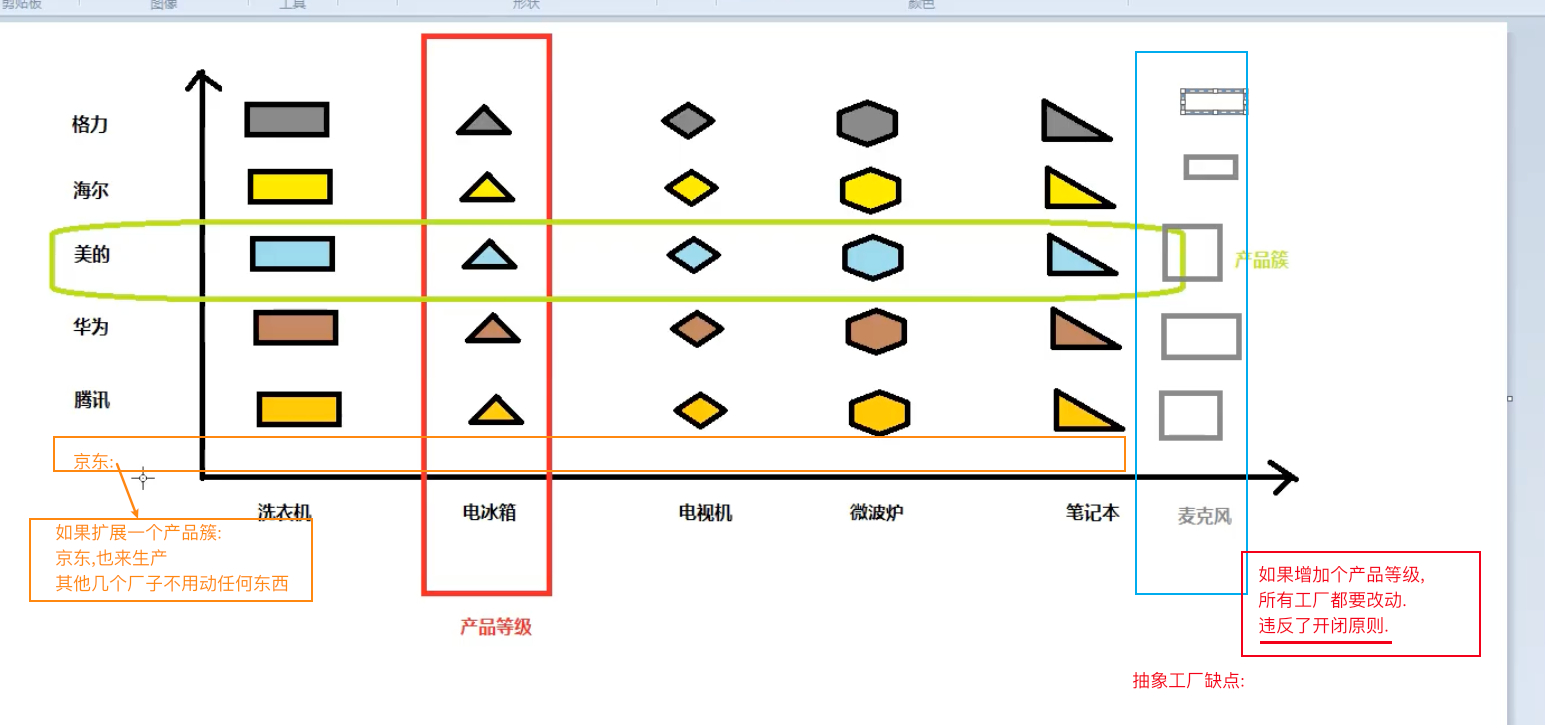 剪贴板
图像
工具
形状
颜色
格力
海尔
美的
产品簇
华为
腾讯
京东:
洗衣机
电冰箱
电视机
微波炉
笔记本
麦克风
如果扩展一个产品簇:
京东,也来生产
其他几个厂子不用动任何东西
如果增加个产品等级,
所有工厂都要改动.
违反了开闭原则.
产品等级
抽象工厂缺点: